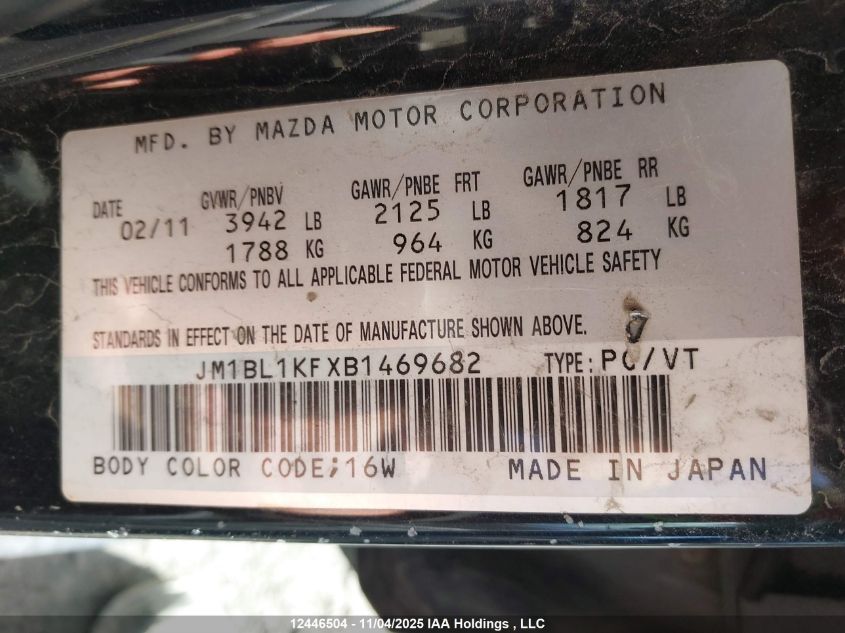 MFD. BY MAZDA MOTOR CORPORATION
DATE GVWR/PNBV GAWR/PNBE FRT GAWR/PNBE RR
02/11 3942 LB 2125 LB 1817 LB
1788 KG 964 KG 824 KG
THIS VEHICLE CONFORMS TO ALL APPLICABLE FEDERAL MOTOR VEHICLE SAFETY
STANDARDS IN EFFECT ON THE DATE OF MANUFACTURE SHOWN ABOVE.
JM1BL1KFXB1469682 TYPE:PC/VT
BODY COLOR CODE;16W MADE IN JAPAN
12446504 - 11/04/2025 IAA Holdings , LLC